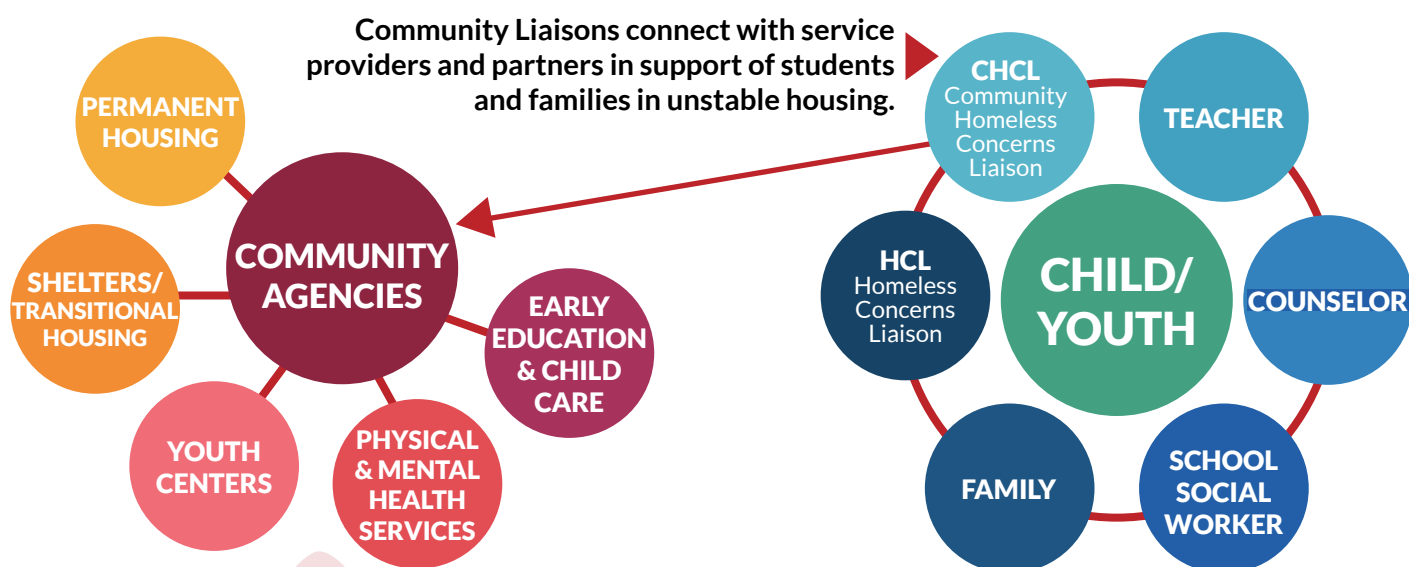 Community Liaisons connect with service
providers and partners in support of students
and families in unstable housing.
PERMANENT
HOUSING
SHELTERS/
TRANSITIONAL
HOUSING
COMMUNITY
AGENCIES
YOUTH
CENTERS
PHYSICAL
& MENTAL
HEALTH
SERVICES
EARLY
EDUCATION
& CHILD
CARE
CHCL
Community
Homeless
Concerns
Liaison
TEACHER
HCL
Homeless
Concerns
Liaison
CHILD/
YOUTH
COUNSELOR
FAMILY
SCHOOL
SOCIAL
WORKER